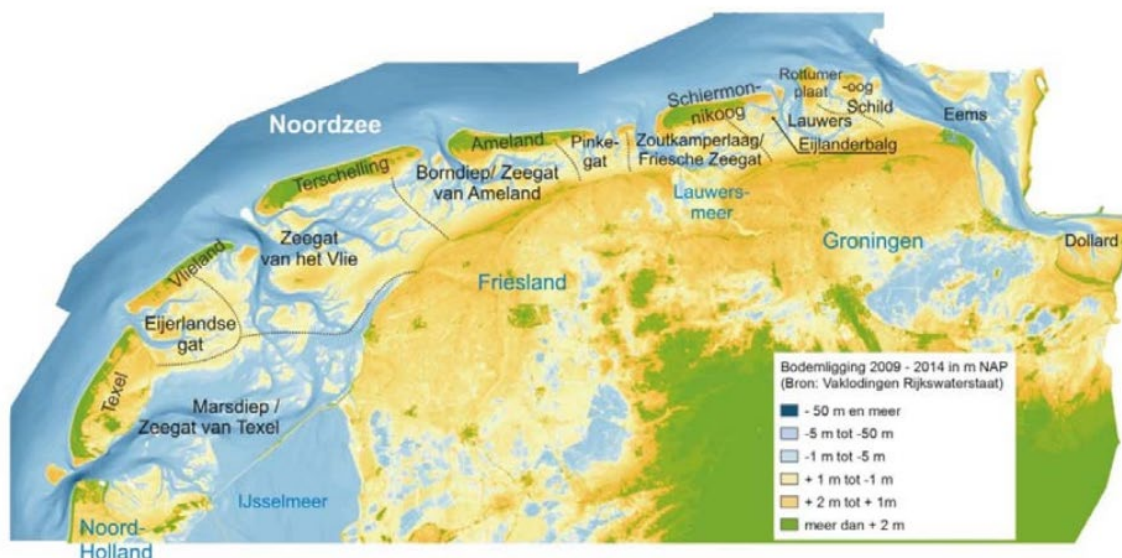 Noordzee
Texel
Eijerlandse
gat
Vlieland
Zeegat
van het Vlie
Terschelling
Borndiep/ Zeegat
van Ameland
Ameland
Pinke-
gat
Schiermon-
nikoog
Zoutkamperlaag/
Friesche Zeegat
Rottumer
plaat
-oog
Schild
Lauwers
Eijlanderbalg
Eems
Dollard
Lauwers-
meer
Groningen
Friesland
Marsdiep /
Zeegat van Texel
IJsselmeer
Noord-
Holland
Bodemligging 2009 - 2014 in m NAP
(Bron: Vaklodingen Rijkswaterstaat)
- 50 m en meer
-5 m tot -50 m
-1 m tot -5 m
+ 1 m tot -1 m
+ 2 m tot + 1m
meer dan + 2 m